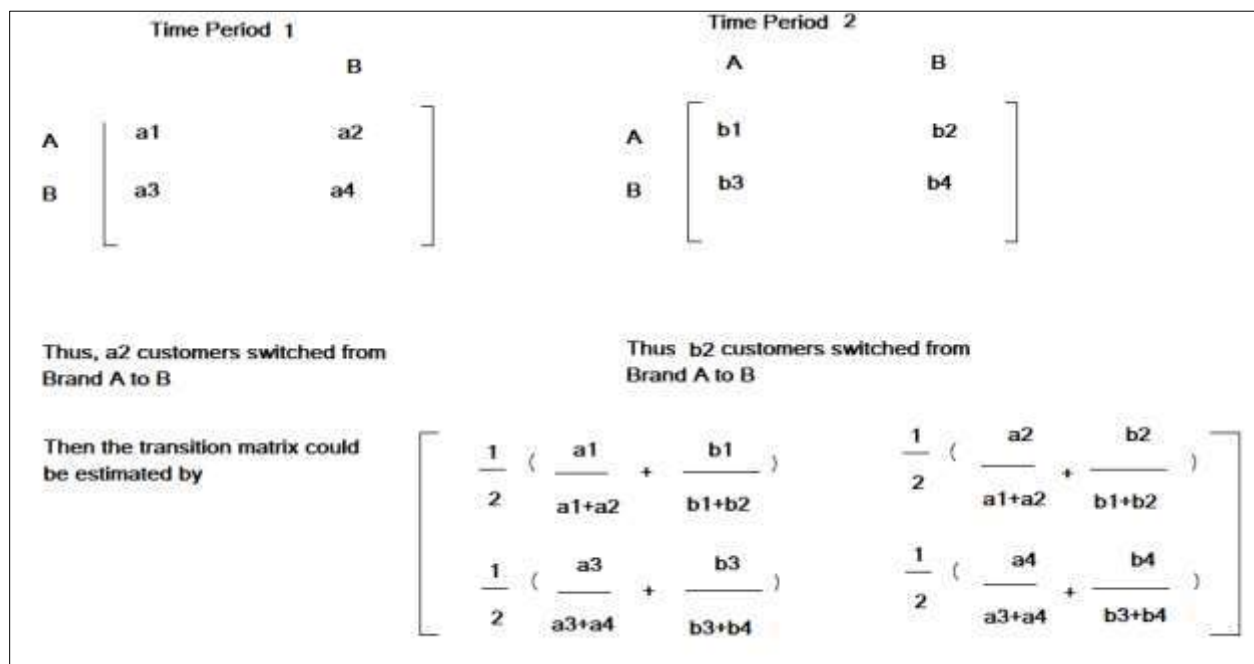 Time Period 1
B
A a1 a2
B a3 a4
Time Period 2
A B
A b1 b2
B b3 b4
Thus, a2 customers switched from
Brand A to B
Thus b2 customers switched from
Brand A to B
Then the transition matrix could
be estimated by
1 ( a1 + b1 )
2 a1+a2 b1+b2
1 ( a2 + b2 )
2 a1+a2 b1+b2
1 ( a3 + b3 )
2 a3+a4 b3+b4
1 ( a4 + b4 )
2 a3+a4 b3+b4